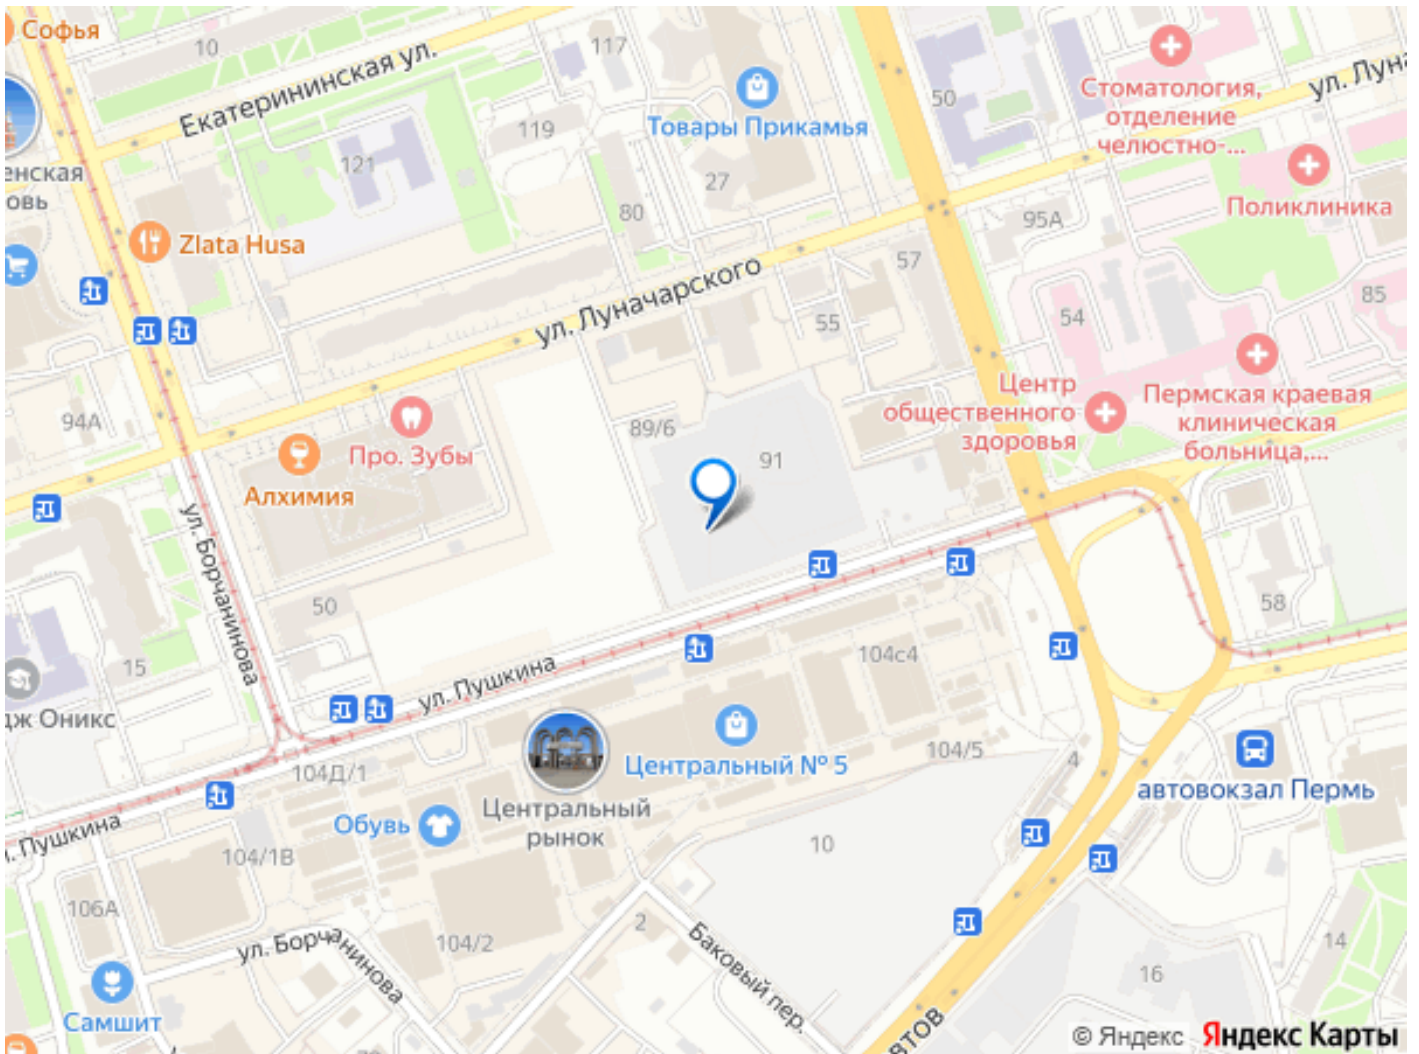 Софья
10
Екатерининская ул.
117
Товары Прикамья
50
Стоматология,
отделение
челюстно-...
ул. Луна
119
121
27
80
Поликлиника
95А
енская
овь
Zlata Husa
57
ул. Луначарского
55
54
85
94А
89/6
91
Центр
общественного
здоровья
Пермская краевая
клиническая
больница,...
Про. Зубы
Алхимия
ул. Борчанинова
50
58
15
ул. Пушкина
104с4
дж Оникс
104Д/1
Центральный № 5
104/5
4
автовокзал Пермь
Центральный
рынок
Обувь
л. Пушкина
104/1В
10
106А
ул. Борчанинова
104/2
2
Баковый пер.
14
16
Самшит
втов
© Яндекс Яндекс Карты